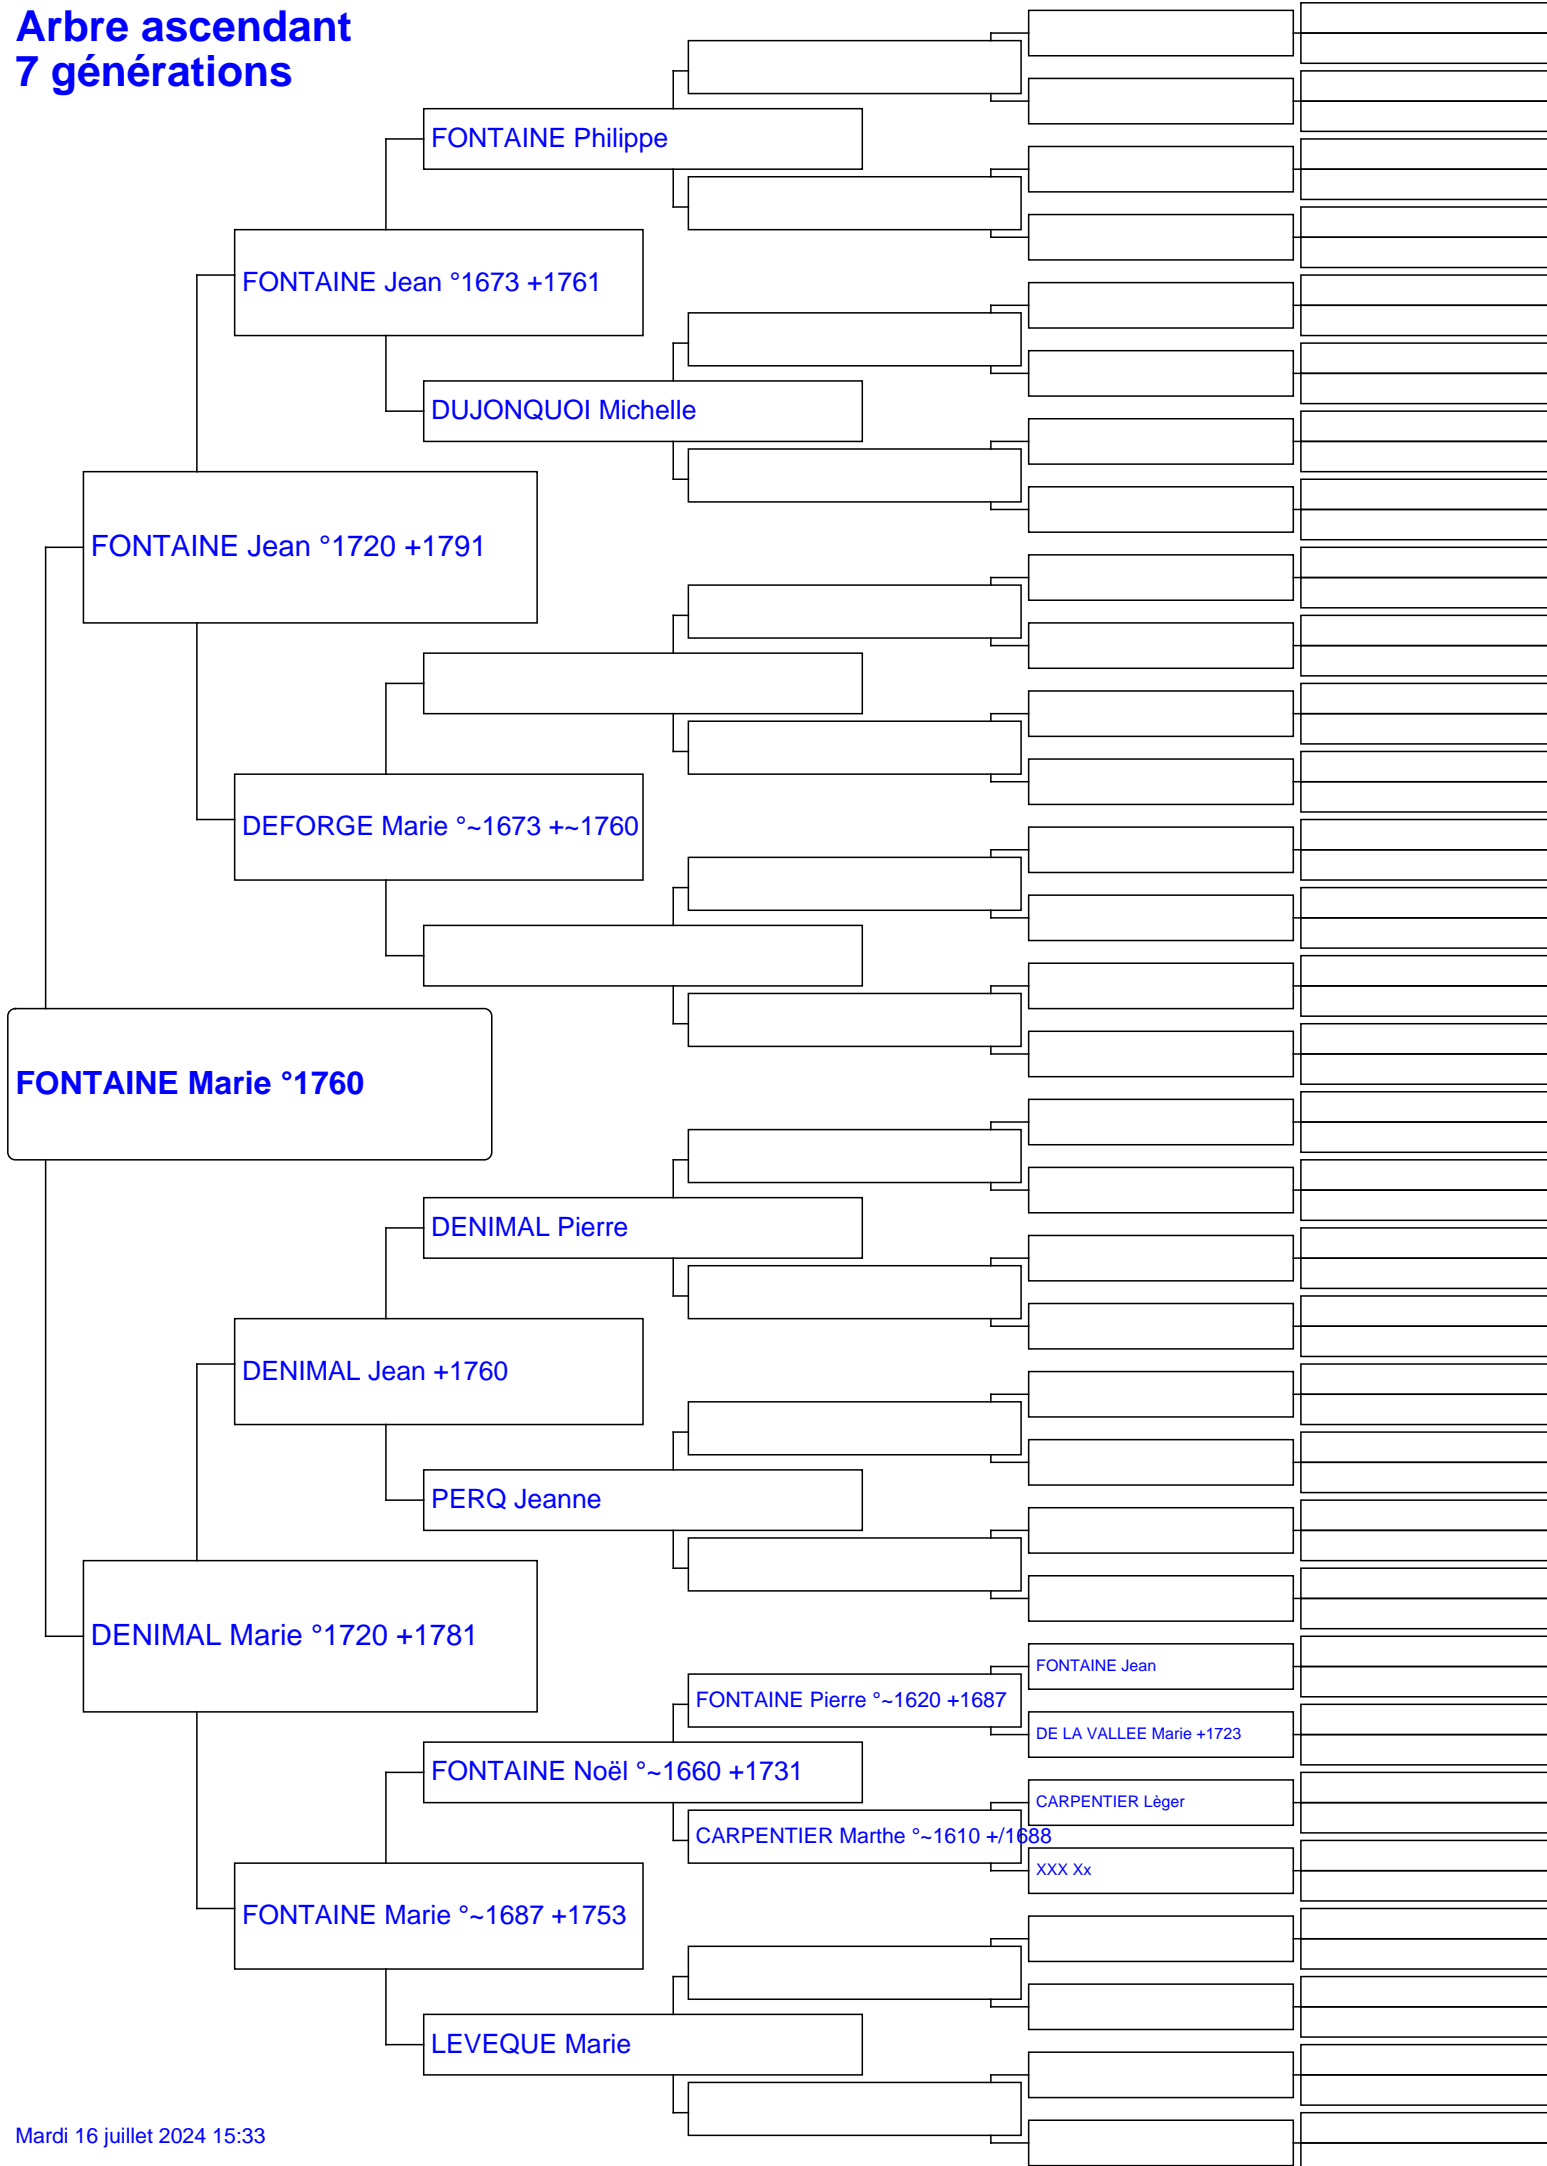 Arbre ascendant
7 générations
FONTAINE Philippe
FONTAINE Jean °1673 +1761
DUJONQUOI Michelle
FONTAINE Jean °1720 +1791
DEFORGE Marie °~1673 +~1760
FONTAINE Marie °1760
DENIMAL Pierre
DENIMAL Jean +1760
PERQ Jeanne
DENIMAL Marie °1720 +1781
FONTAINE Jean
FONTAINE Pierre °~1620 +1687
DE LA VALLEE Marie +1723
FONTAINE Noël °~1660 +1731
CARPENTIER Lèger
CARPENTIER Marthe °~1610 +/1688
XXX Xx
FONTAINE Marie °~1687 +1753
LEVEQUE Marie
Mardi 16 juillet 2024 15:33